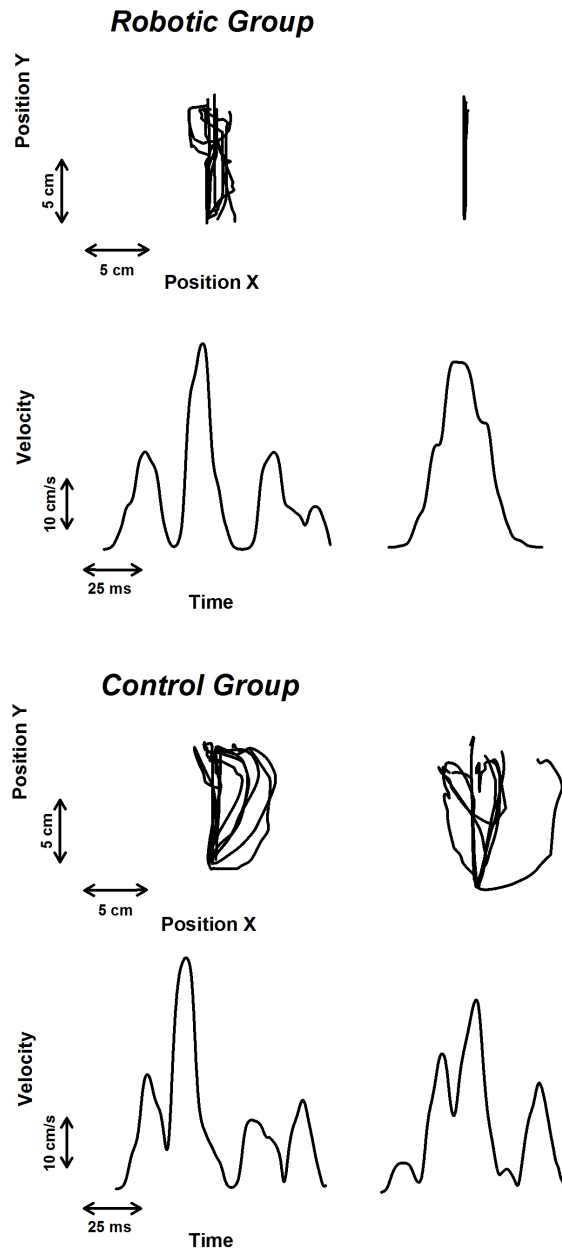 Robotic Group
Position Y
5 cm
5 cm
Position X
Velocity
10 cm/s
25 ms
Time
Control Group
Position Y
5 cm
5 cm
Position X
Velocity
10 cm/s
25 ms
Time